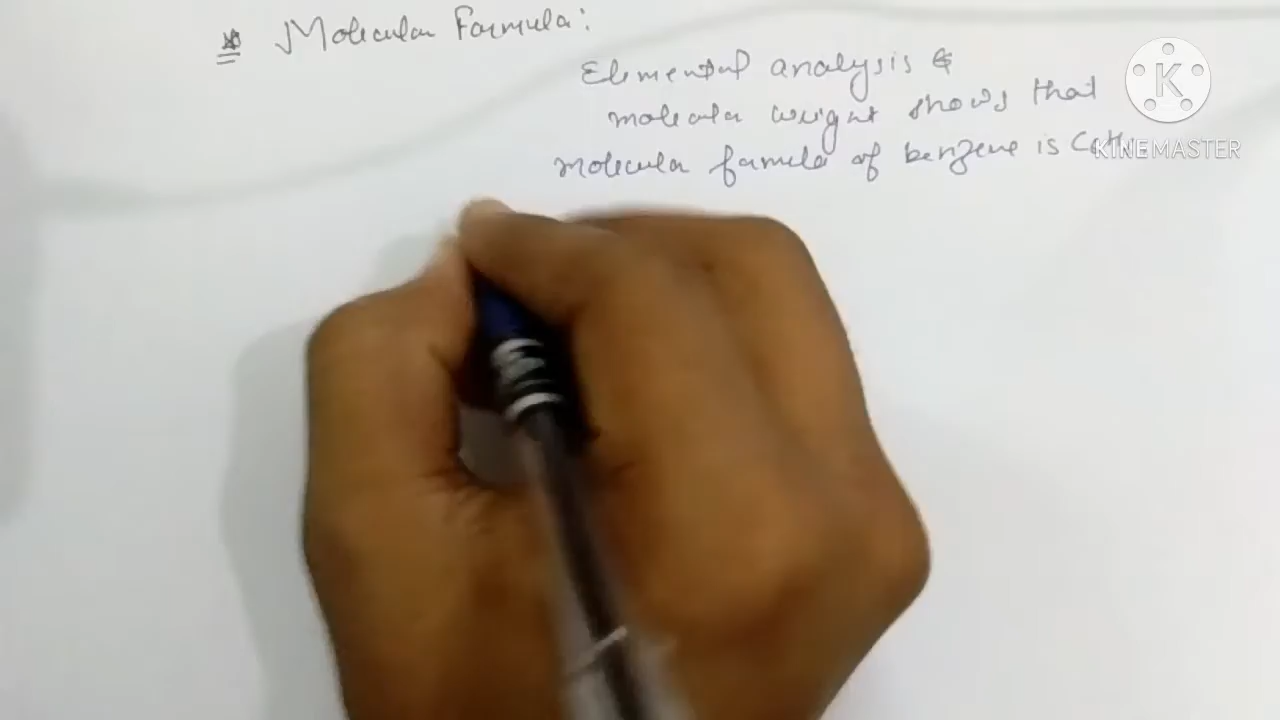 * Molecular Formula:
Elemental analysis &
molecular weight shows that
molecular formula of benzene is C6H6
K
KINEMASTER